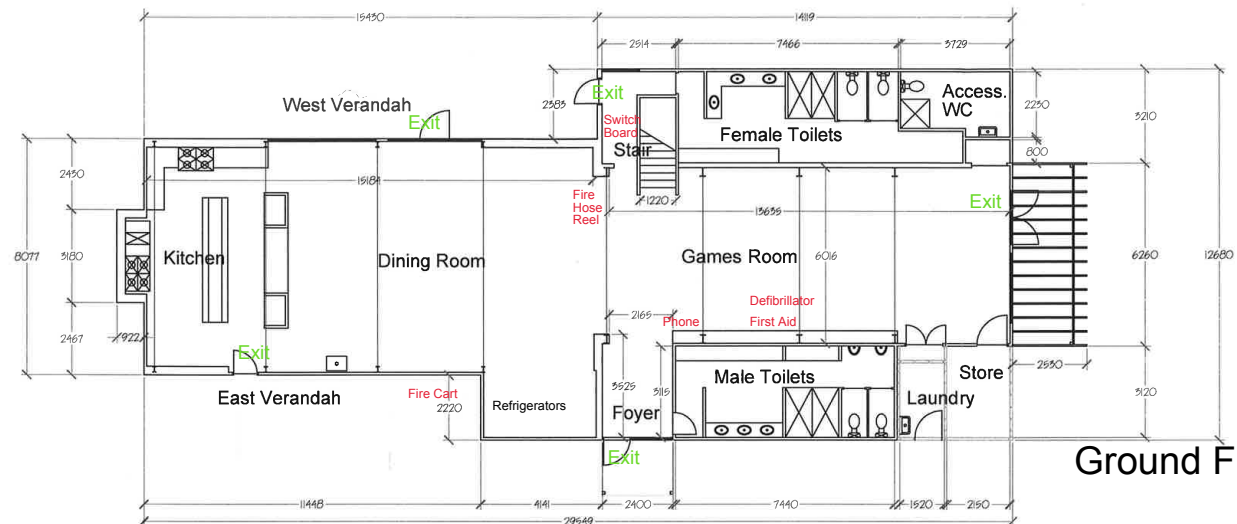 15430
14119
2514
7466
3729
West Verandah
Exit
Exit
2383
Switch
Board
Stair
Female Toilets
Access.
WC
2230
3210
800
2430
15184
1220
Fire
Hose
Reel
13635
Exit
8077
3180
Kitchen
Dining Room
Games Room
6016
6260
12680
Defibrillator
2165
Phone
First Aid
2467
922
Exit
East Verandah
Fire Cart
2220
Refrigerators
3525
3115
Foyer
Male Toilets
Laundry
Store
2530
3120
Exit
Ground F
11448
4141
2400
7440
1520
2150
29549